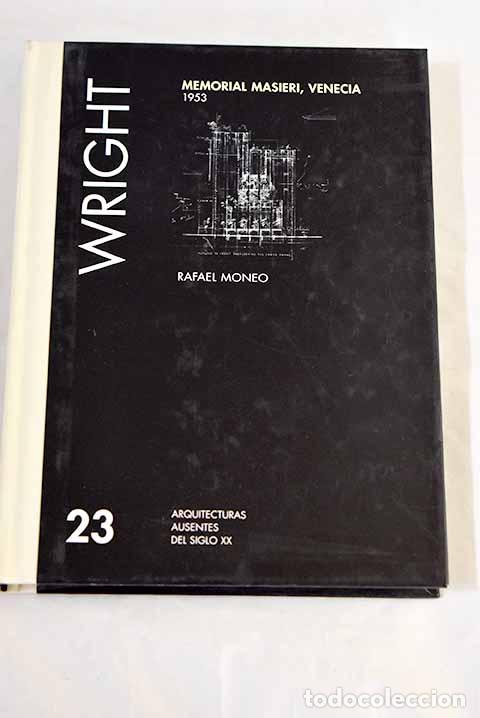 WRIGHT
MEMORIAL MASIERI, VENECIA
1953
RAFAEL MONEO
23
ARQUITECTURAS
AUSENTES
DEL SIGLO XX
todocoleccion